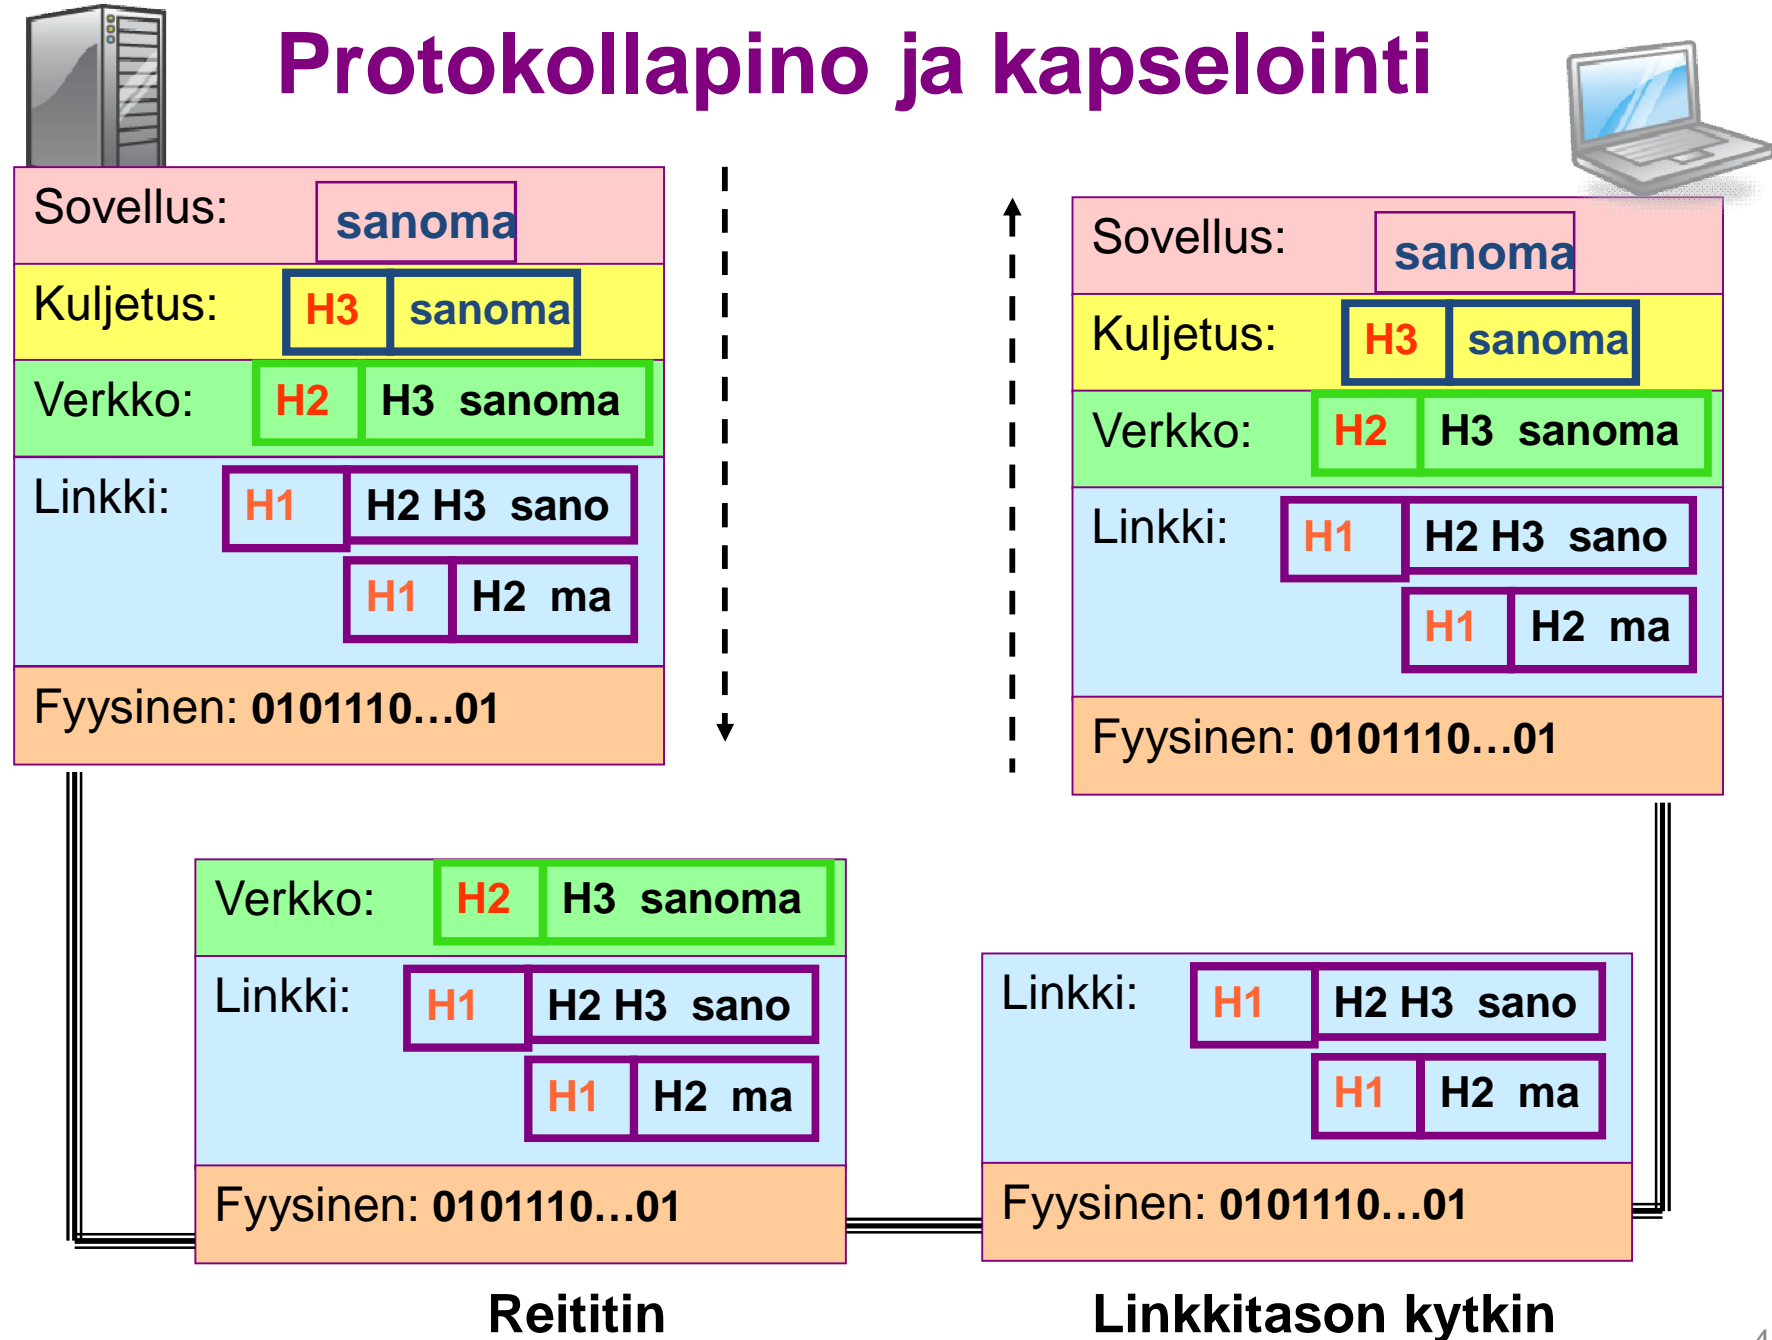 Protokollapino ja kapselointi
Sovellus: sanoma
Kuljetus: H3 sanoma
Verkko: H2 H3 sanoma
Linkki: H1 H2 H3 sano
H1 H2 ma
Fyysinen: 0101110...01
Sovellus: sanoma
Kuljetus: H3 sanoma
Verkko: H2 H3 sanoma
Linkki: H1 H2 H3 sano
H1 H2 ma
Fyysinen: 0101110...01
Verkko: H2 H3 sanoma
Linkki: H1 H2 H3 sano
H1 H2 ma
Fyysinen: 0101110...01
Reititin
Linkki: H1 H2 H3 sano
H1 H2 ma
Fyysinen: 0101110...01
Linkkitason kytkin